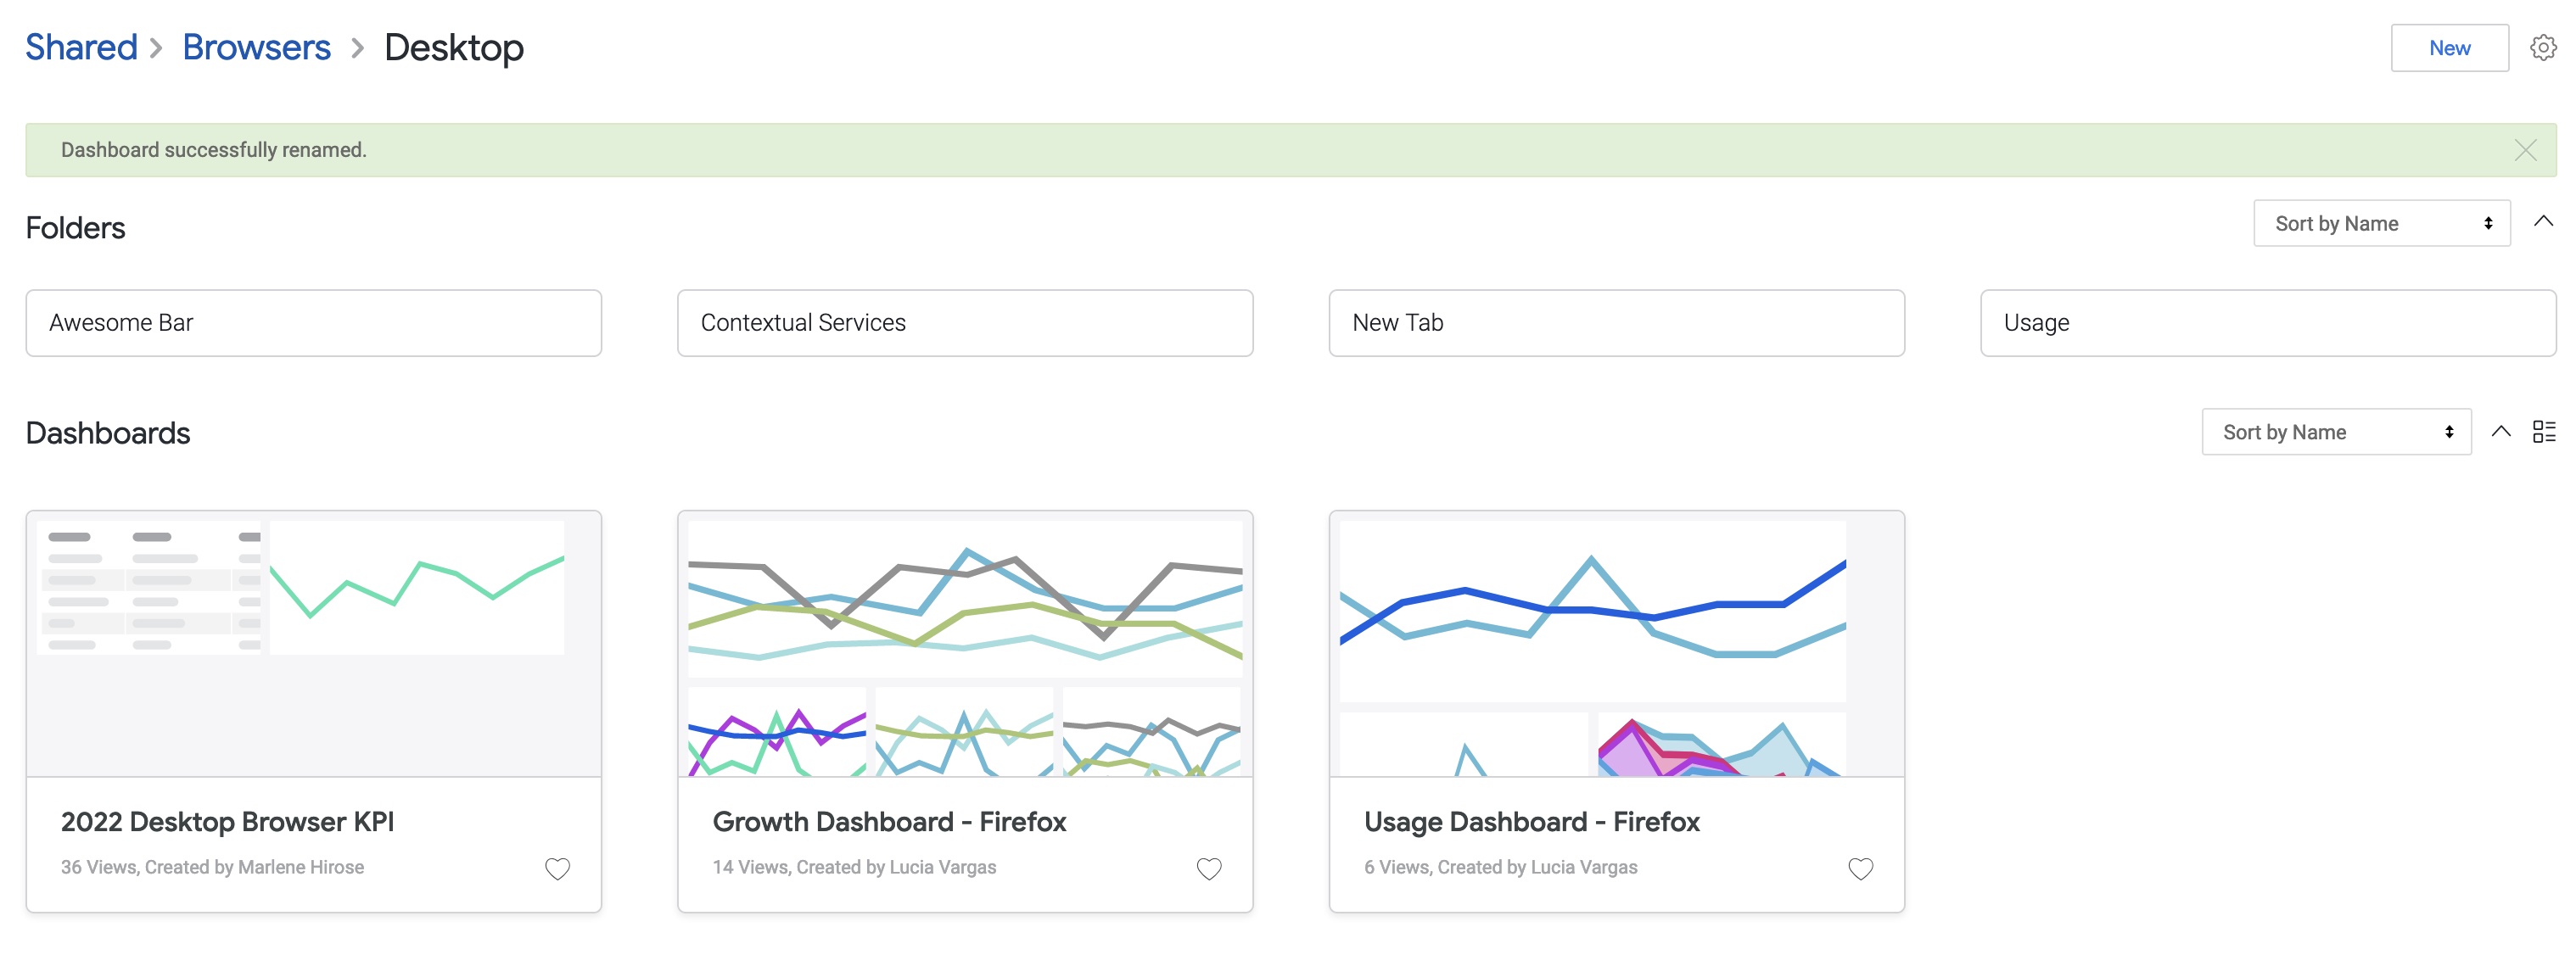 Shared > Browsers > Desktop
New
Dashboard successfully renamed.
Folders
Sort by Name
Awesome Bar
Contextual Services
New Tab
Usage
Dashboards
Sort by Name
2022 Desktop Browser KPI
36 Views, Created by Marlene Hirose
Growth Dashboard - Firefox
14 Views, Created by Lucia Vargas
Usage Dashboard - Firefox
6 Views, Created by Lucia Vargas